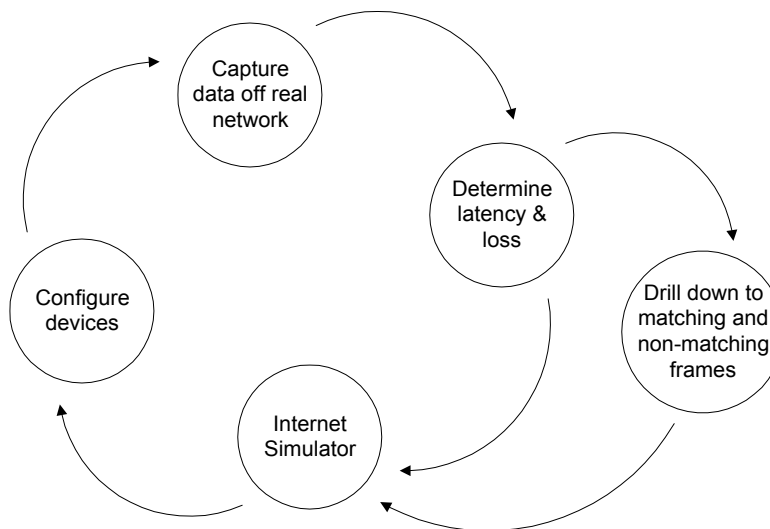 Capture
data off real
network
Determine
latency &
loss
Drill down to
matching and
non-matching
frames
Internet
Simulator
Configure
devices